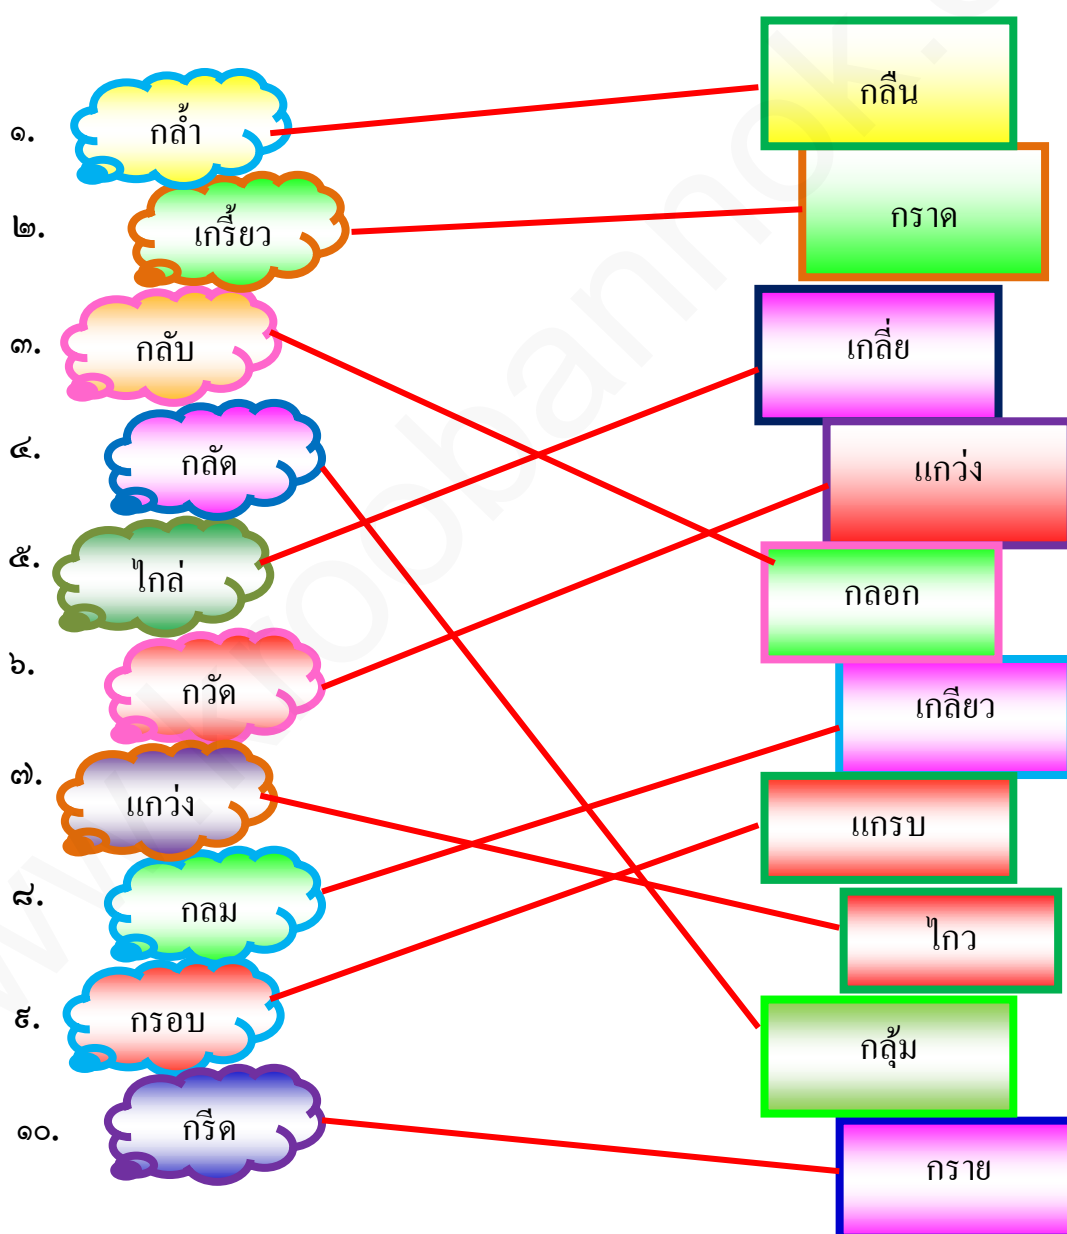 ๑. กล้ำ กลืน
๒. เกรี้ยว กราด
๓. กลับ เกลี่ย
๔. กลัด แกว่ง
๕. ไกล่ กลอก
๖. กวัด เกลียว
๗. แกว่ง แกรบ
๘. กลม ไกว
๙. กรอบ กลุ้ม
๑๐. กรีด กราย